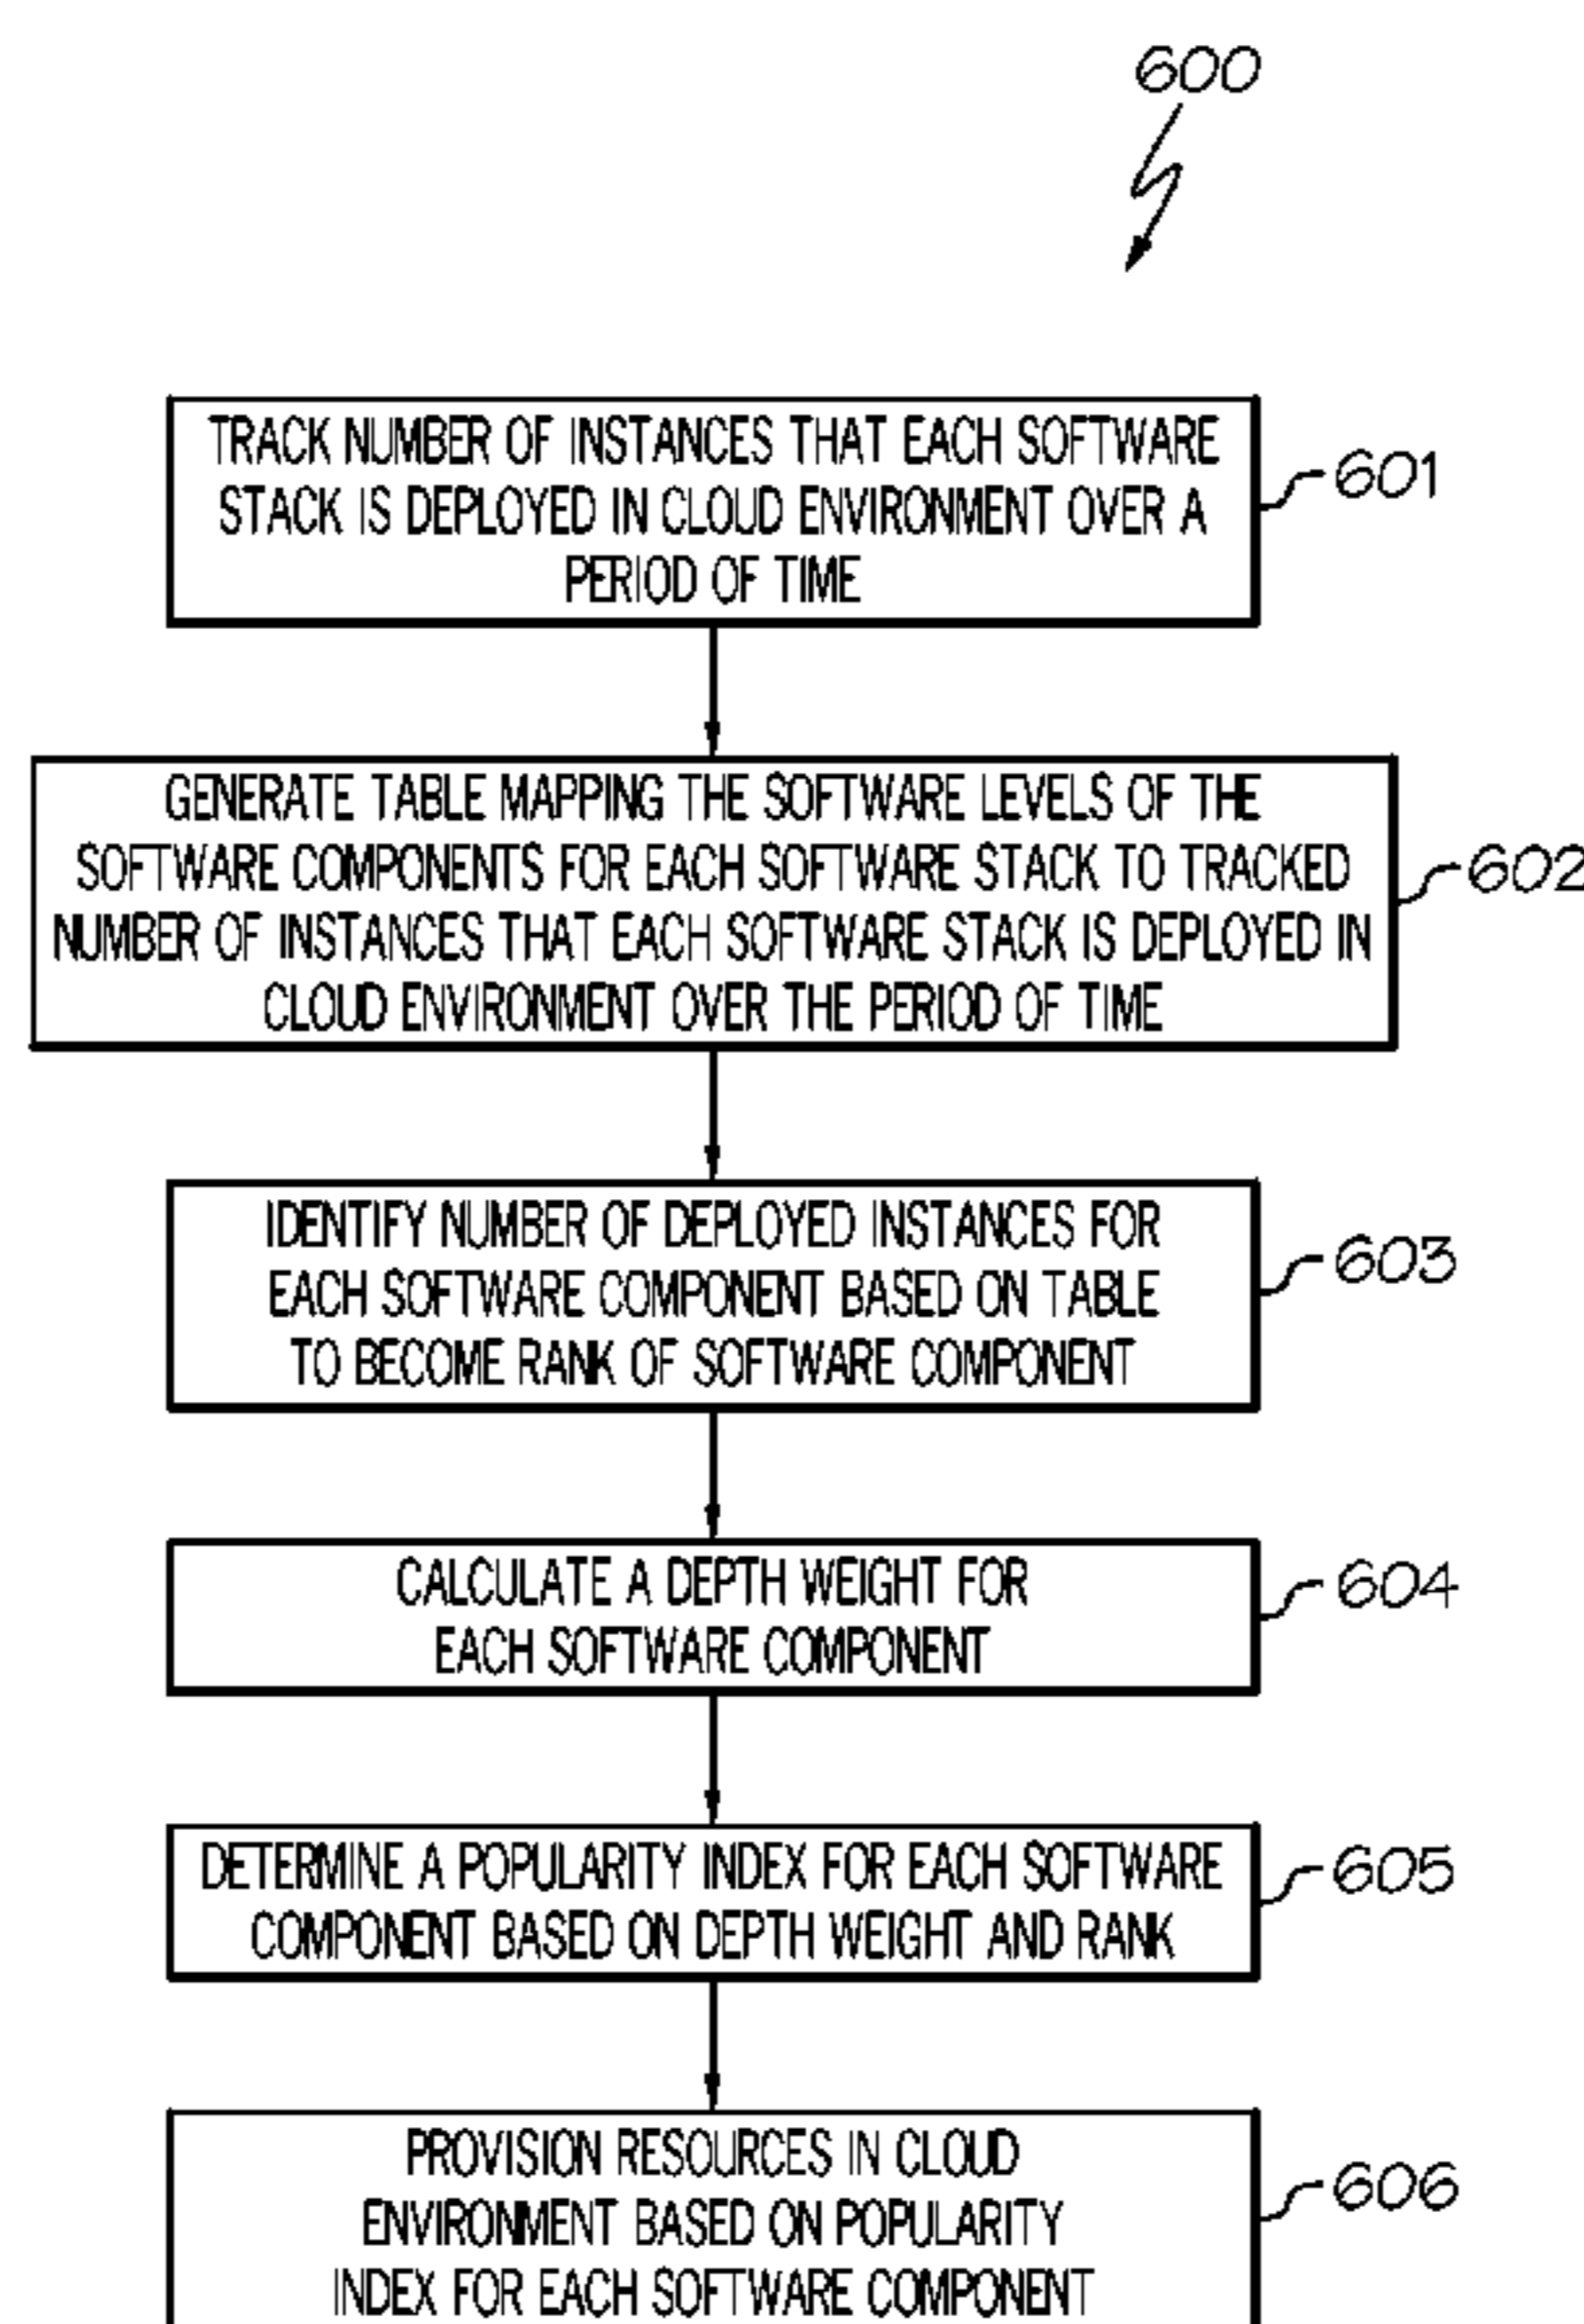 600
TRACK NUMBER OF INSTANCES THAT EACH SOFTWARE
STACK IS DEPLOYED IN CLOUD ENVIRONMENT OVER A
PERIOD OF TIME
601
GENERATE TABLE MAPPING THE SOFTWARE LEVELS OF THE
SOFTWARE COMPONENTS FOR EACH SOFTWARE STACK TO TRACKED
NUMBER OF INSTANCES THAT EACH SOFTWARE STACK IS DEPLOYED IN
CLOUD ENVIRONMENT OVER THE PERIOD OF TIME
602
IDENTIFY NUMBER OF DEPLOYED INSTANCES FOR
EACH SOFTWARE COMPONENT BASED ON TABLE
TO BECOME RANK OF SOFTWARE COMPONENT
603
CALCULATE A DEPTH WEIGHT FOR
EACH SOFTWARE COMPONENT
604
DETERMINE A POPULARITY INDEX FOR EACH SOFTWARE
COMPONENT BASED ON DEPTH WEIGHT AND RANK
605
PROVISION RESOURCES IN CLOUD
ENVIRONMENT BASED ON POPULARITY
INDEX FOR EACH SOFTWARE COMPONENT
606